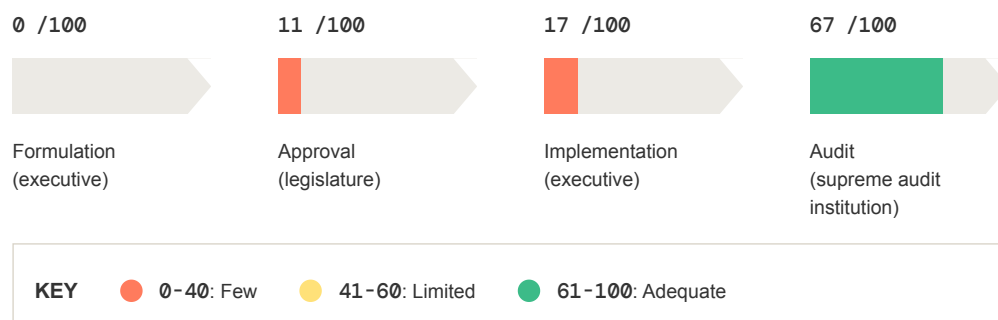 0 /100
11 /100
17 /100
67 /100
Formulation
(executive)
Approval
(legislature)
Implementation
(executive)
Audit
(supreme audit
institution)
KEY
0-40: Few
41-60: Limited
61-100: Adequate